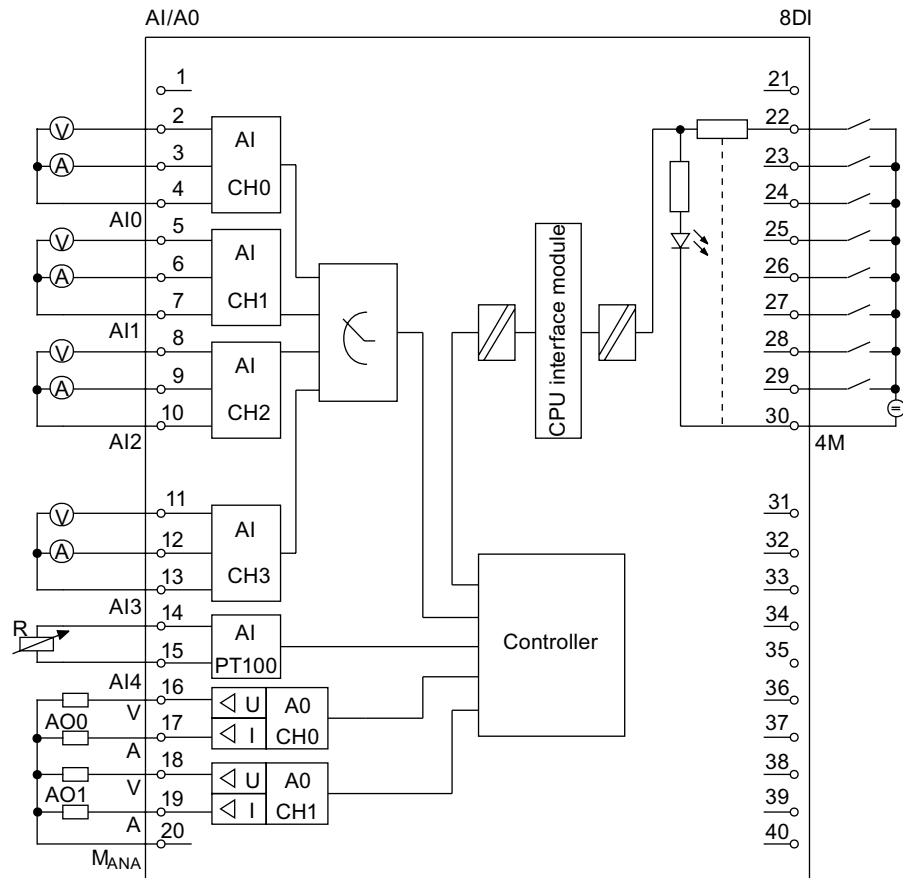 AI/A0 8DI
1 21
2 22
V AI
3 23
A
4 CH0 24
AI0
5 25
V AI
6 26
A
7 CH1 27
AI1
8 28
V AI
9 29
A
10 CH2 30
AI2 4M
CPU interface module
11 31
V AI
12 32
A
13 CH3 33
AI3
14 34
R AI
15 PT100 35
Controller
AI4
16 36
V U A0
AO0
17 37
A I CH0
18 38
V U A0
AO1
19 39
A I CH1
20 40
MANA
=